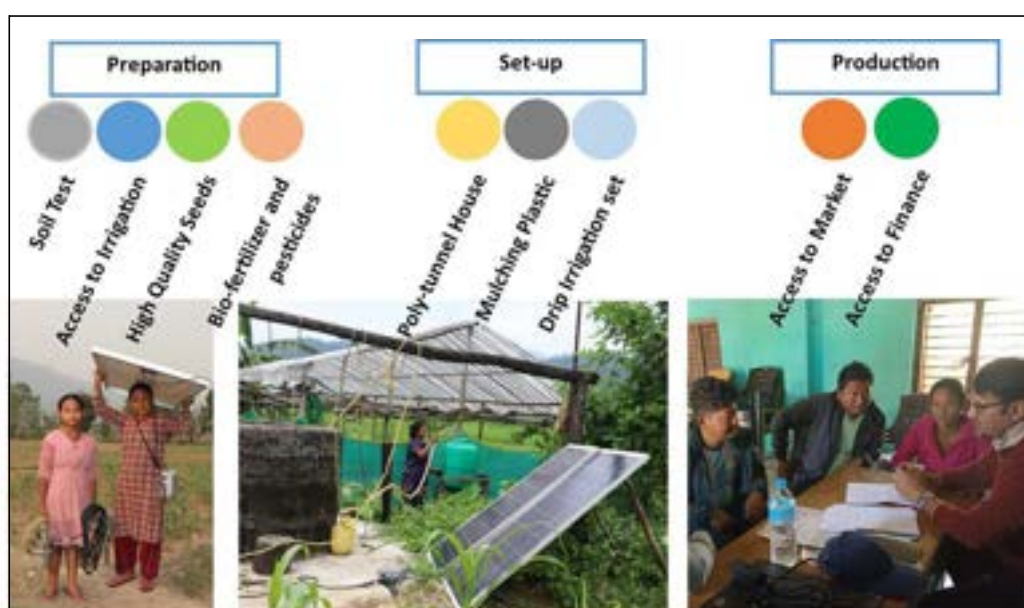 Preparation
Soil Test
Access to Irrigation
High Quality Seeds
Bio-fertilizer and
pesticides
Set-up
Poly-tunnel House
Mulching Plastic
Drip Irrigation set
Production
Access to Market
Access to Finance